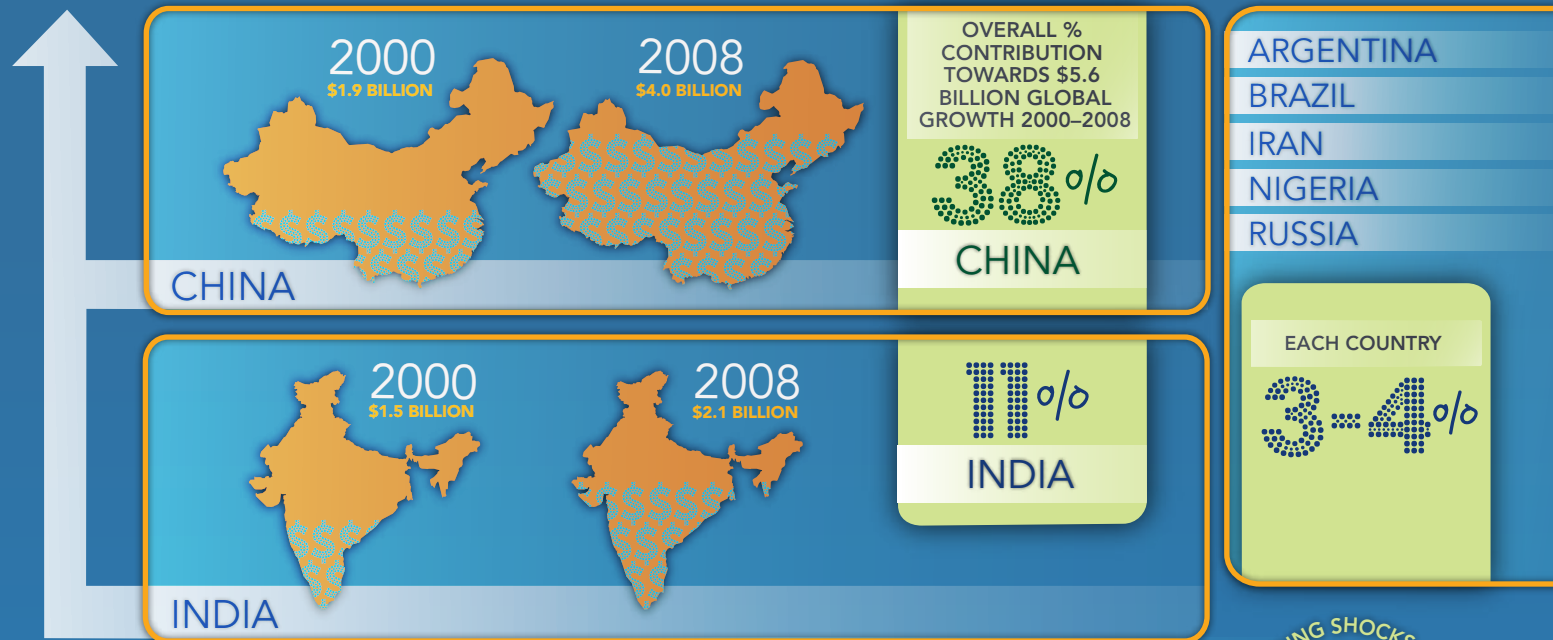 2000
$1.9 BILLION
2008
$4.0 BILLION
CHINA
OVERALL %
CONTRIBUTION
TOWARDS $5.6
BILLION GLOBAL
GROWTH 2000–2008
38%
CHINA
2000
$1.5 BILLION
2008
$2.1 BILLION
INDIA
11%
INDIA
ARGENTINA
BRAZIL
IRAN
NIGERIA
RUSSIA
EACH COUNTRY
3-4%
SHOCKS